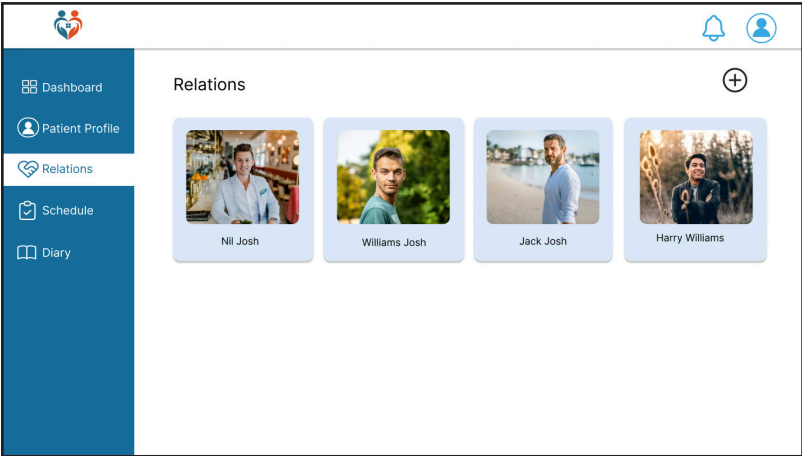 Dashboard
Patient Profile
Relations
Schedule
Diary
Relations
Nil Josh
Williams Josh
Jack Josh
Harry Williams